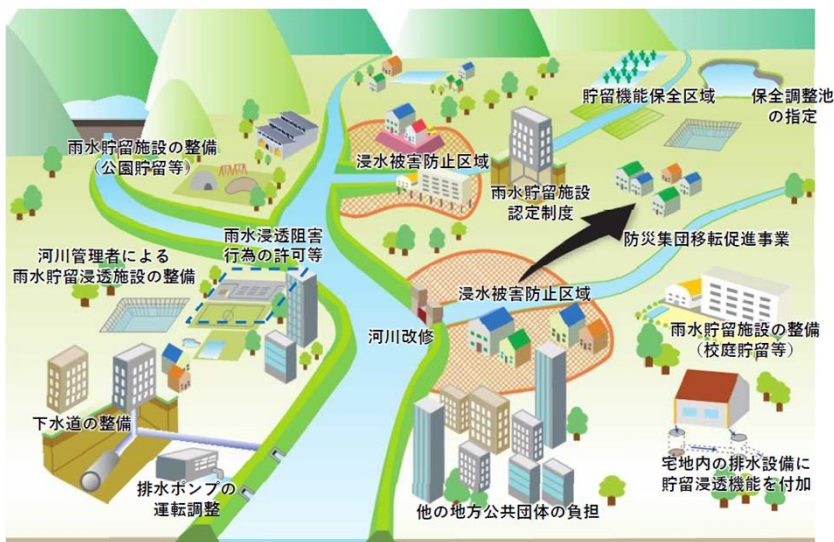 貯留機能保全区域
保全調整池
の指定
雨水貯留施設の整備
（公園貯留等）
浸水被害防止区域
雨水貯留施設
認定制度
防災集団移転促進事業
雨水浸透阻害
行為の許可等
河川管理者による
雨水貯留浸透施設の整備
浸水被害防止区域
河川改修
雨水貯留施設の整備
（校庭貯留等）
下水道の整備
排水ポンプの
運転調整
他の地方公共団体の負担
宅地内の排水設備に
貯留浸透機能を付加